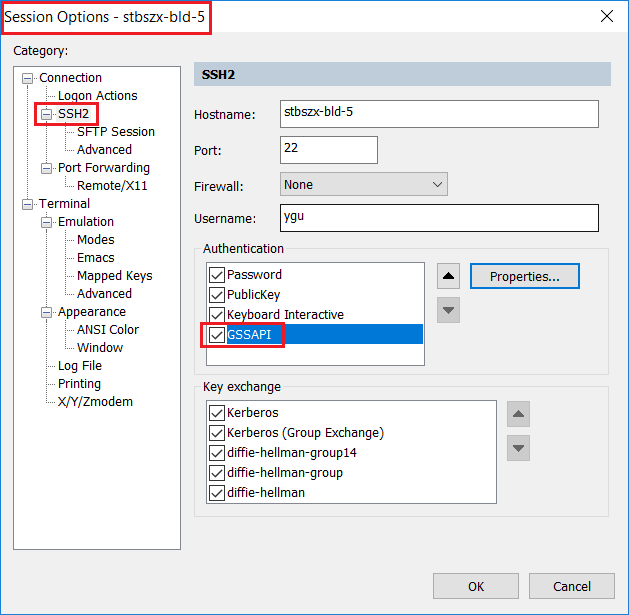 Session Options - stbszx-bld-5
Category:
Connection
Logon Actions
SSH2
SFTP Session
Advanced
Port Forwarding
Remote/X11
Terminal
Emulation
Modes
Emacs
Mapped Keys
Advanced
Appearance
ANSI Color
Window
Log File
Printing
X/Y/Zmodem
SSH2
Hostname: stbszx-bld-5
Port: 22
Firewall: None
Username: ygu
Authentication
Password
PublicKey
Keyboard Interactive
GSSAPI
Properties...
Key exchange
Kerberos
Kerberos (Group Exchange)
diffie-hellman-group14
diffie-hellman-group
diffie-hellman
OK Cancel